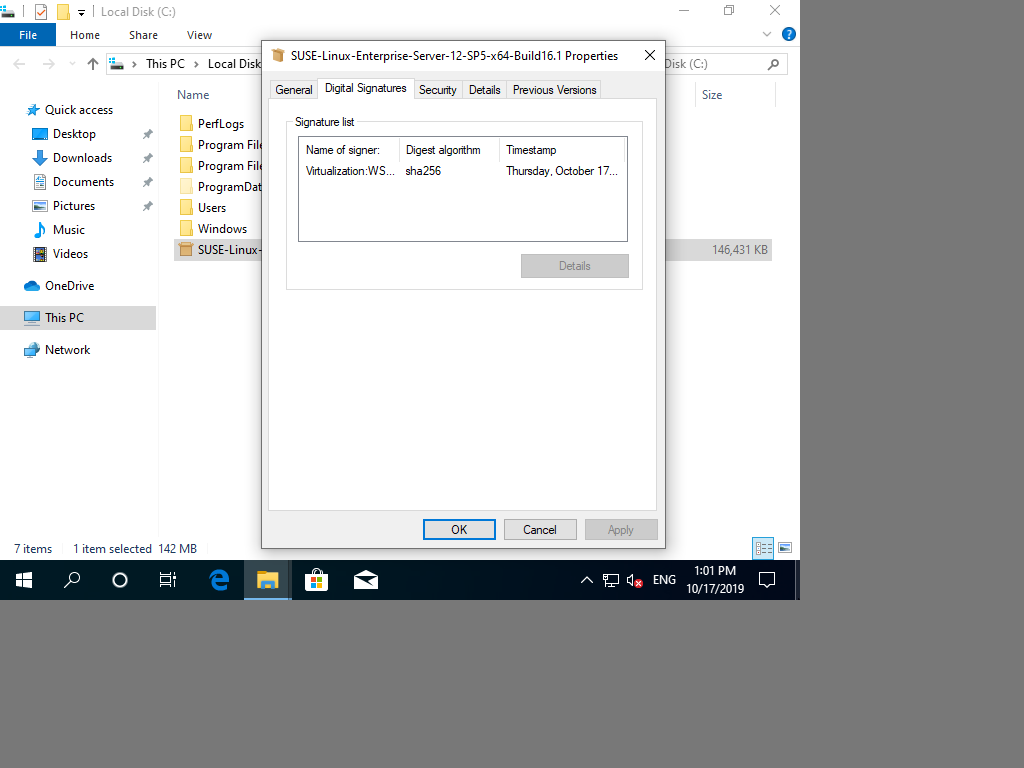 Local Disk (C:)
File Home Share View
This PC Local Disk
Disk (C:)
SUSE-Linux-Enterprise-Server-12-SP5-x64-Build16.1 Properties
General Digital Signatures Security Details Previous Versions
Signature list
Name of signer: Digest algorithm Timestamp
Virtualization:WS... sha256 Thursday, October 17...
Details
OK Cancel Apply
Quick access
Desktop
Downloads
Documents
Pictures
Music
Videos
OneDrive
This PC
Network
Name Size
PerfLogs
Program File
Program File
ProgramDat
Users
Windows
SUSE-Linux- 146,431 KB
7 items 1 item selected 142 MB
ENG
1:01 PM
10/17/2019